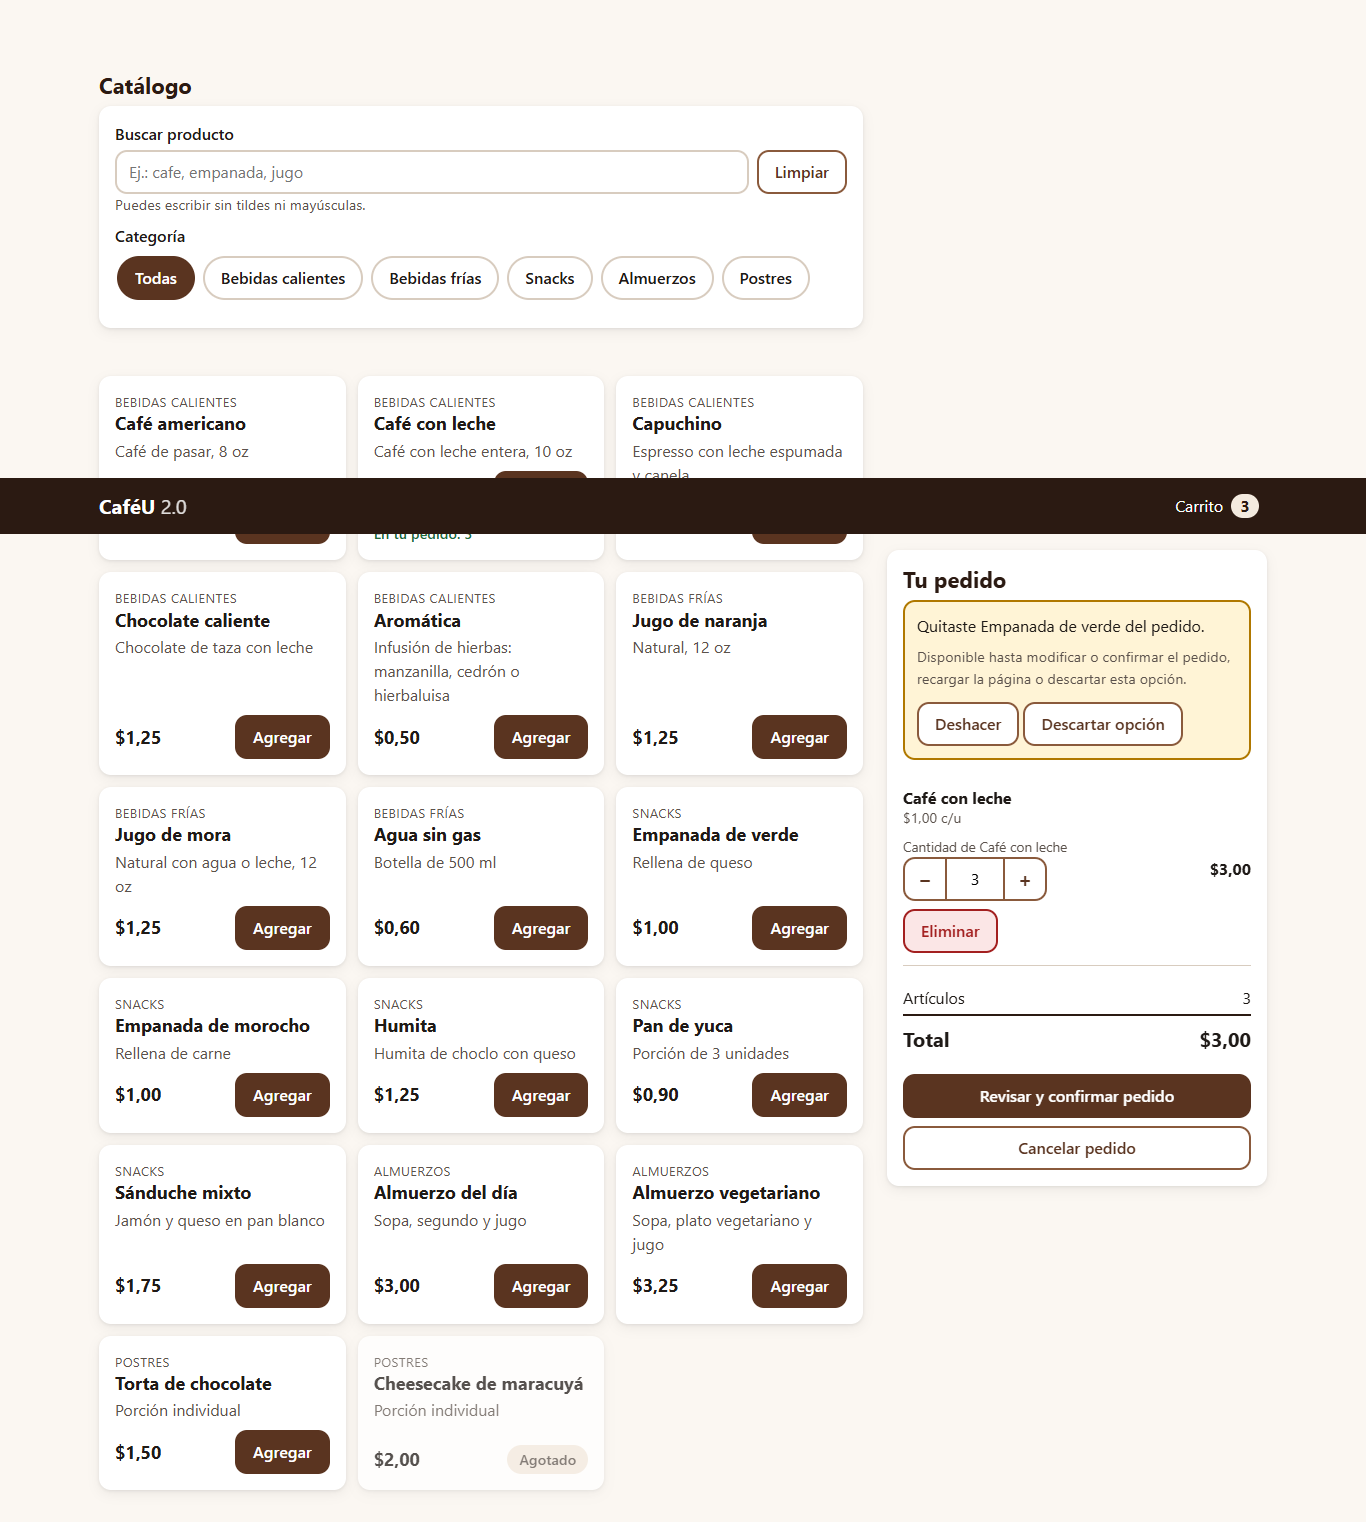 Catálogo
Buscar producto
Ej.: cafe, empanada, jugo
Limpiar
Puedes escribir sin tildes ni mayúsculas.
Categoría
Todas
Bebidas calientes
Bebidas frías
Snacks
Almuerzos
Postres
BEBIDAS CALIENTES
Café americano
Café de pasar, 8 oz
BEBIDAS CALIENTES
Café con leche
Café con leche entera, 10 oz
BEBIDAS CALIENTES
Capuchino
Espresso con leche espumada
y canela
CaféU 2.0
Carrito 3
En tu pedido: 3
BEBIDAS CALIENTES
Chocolate caliente
Chocolate de taza con leche
$1,25
Agregar
BEBIDAS CALIENTES
Aromática
Infusión de hierbas:
manzanilla, cedrón o
hierbaluisa
$0,50
Agregar
BEBIDAS FRÍAS
Jugo de naranja
Natural, 12 oz
$1,25
Agregar
BEBIDAS FRÍAS
Jugo de mora
Natural con agua o leche, 12
oz
$1,25
Agregar
BEBIDAS FRÍAS
Agua sin gas
Botella de 500 ml
$0,60
Agregar
SNACKS
Empanada de verde
Rellena de queso
$1,00
Agregar
SNACKS
Empanada de morocho
Rellena de carne
$1,00
Agregar
SNACKS
Humita
Humita de choclo con queso
$1,25
Agregar
SNACKS
Pan de yuca
Porción de 3 unidades
$0,90
Agregar
SNACKS
Sánduche mixto
Jamón y queso en pan blanco
$1,75
Agregar
ALMUERZOS
Almuerzo del día
Sopa, segundo y jugo
$3,00
Agregar
ALMUERZOS
Almuerzo vegetariano
Sopa, plato vegetariano y
jugo
$3,25
Agregar
POSTRES
Torta de chocolate
Porción individual
$1,50
Agregar
POSTRES
Cheesecake de maracuyá
Porción individual
$2,00
Agotado
Tu pedido
Quitaste Empanada de verde del pedido.
Disponible hasta modificar o confirmar el pedido,
recargar la página o descartar esta opción.
Deshacer
Descartar opción
Café con leche
$1,00 c/u
Cantidad de Café con leche
− 3 +
$3,00
Eliminar
Artículos 3
Total $3,00
Revisar y confirmar pedido
Cancelar pedido